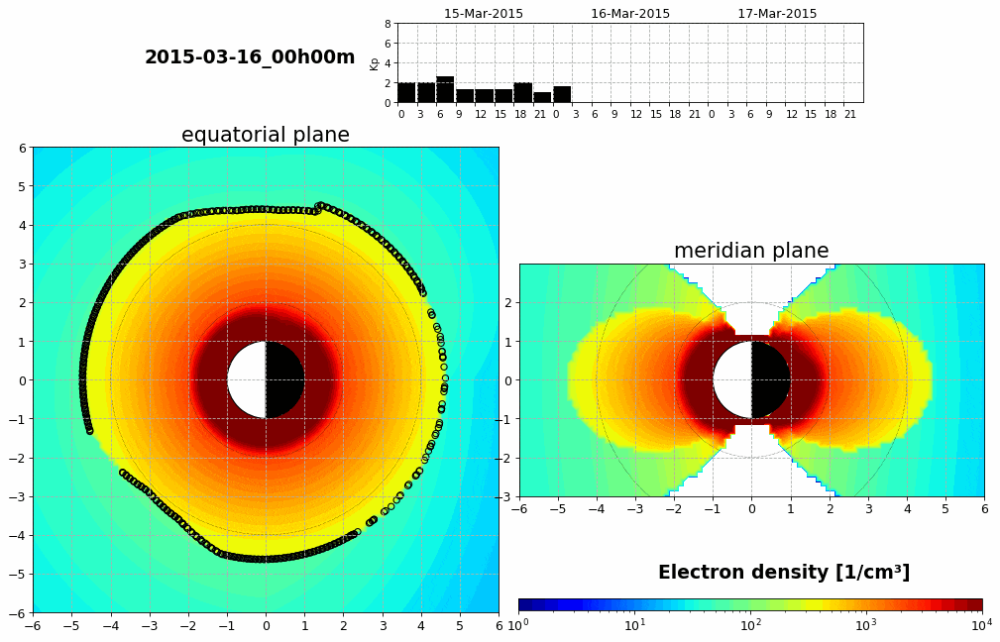 15-Mar-2015 16-Mar-2015 17-Mar-2015
2015-03-16_00h00m
Kp
8
6
4
2
0
0 3 6 9 12 15 18 21 0 3 6 9 12 15 18 21 0 3 6 9 12 15 18 21
equatorial plane
6
5
4
3
2
1
0
−1
−2
−3
−4
−5
−6
−6 −5 −4 −3 −2 −1 0 1 2 3 4 5 6
meridian plane
2
1
0
−1
−2
−3
−6 −5 −4 −3 −2 −1 0 1 2 3 4 5 6
Electron density [1/cm³]
10⁰ 10¹ 10² 10³ 10⁴